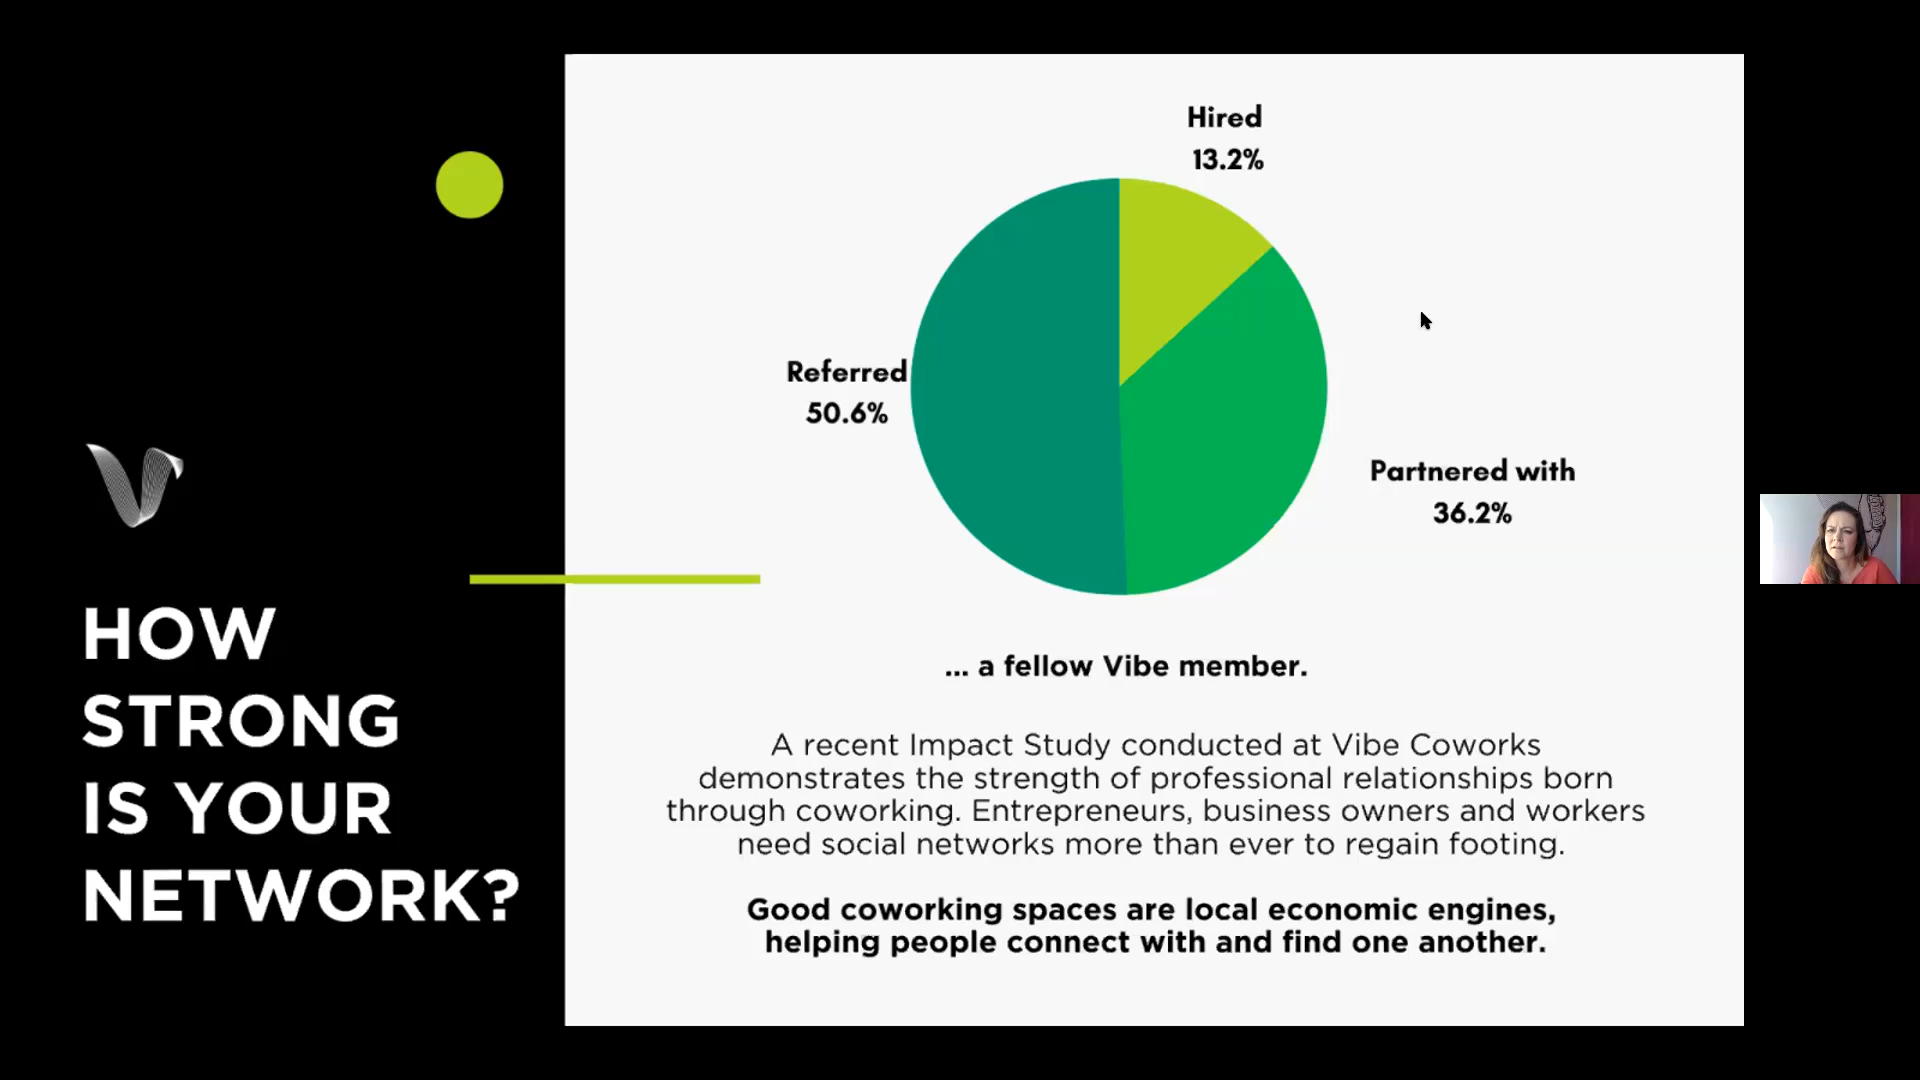 HOW
STRONG
IS YOUR
NETWORK?
Hired
13.2%
Referred
50.6%
Partnered with
36.2%
... a fellow Vibe member.
A recent Impact Study conducted at Vibe Coworks
demonstrates the strength of professional relationships born
through coworking. Entrepreneurs, business owners and workers
need social networks more than ever to regain footing.
Good coworking spaces are local economic engines,
helping people connect with and find one another.